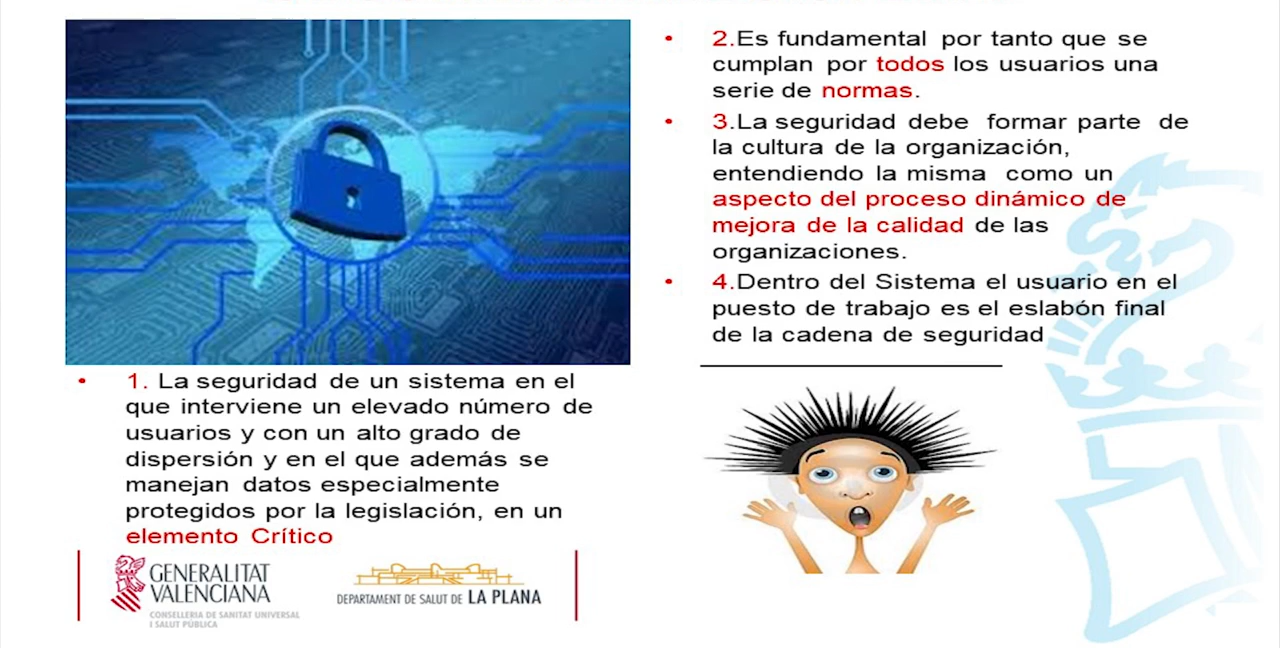 • 1. La seguridad de un sistema en el
que interviene un elevado número de
usuarios y con un alto grado de
dispersión y en el que además se
manejan datos especialmente
protegidos por la legislación, en un
elemento Crítico
• 2.Es fundamental por tanto que se
cumplan por todos los usuarios una
serie de normas.
• 3.La seguridad debe formar parte de
la cultura de la organización,
entendiendo la misma como un
aspecto del proceso dinámico de
mejora de la calidad de las
organizaciones.
• 4.Dentro del Sistema el usuario en el
puesto de trabajo es el eslabón final
de la cadena de seguridad
GENERALITAT
VALENCIANA
CONSELLERIA DE SANITAT UNIVERSAL
I SALUT PÚBLICA
DEPARTAMENT DE SALUT DE LA PLANA